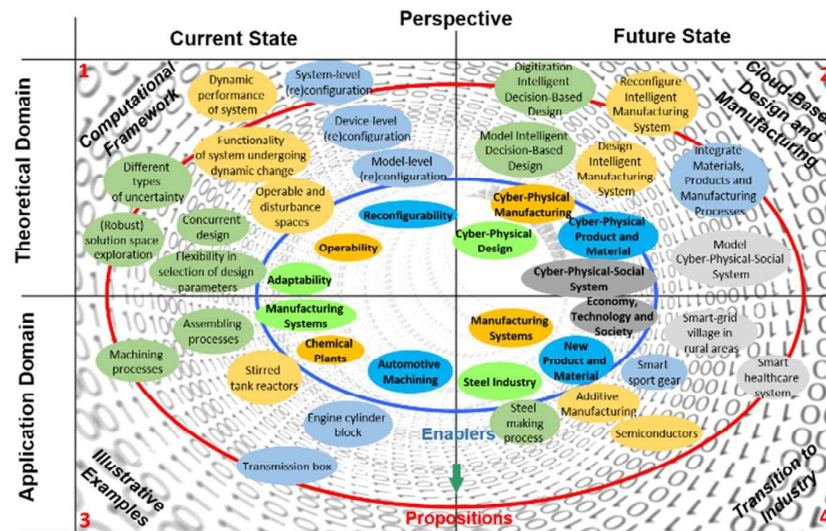 Perspective
Current State
Future State
Theoretical Domain
Application Domain
1
Computational
Framework
Dynamic
performance
of system
System-level
(re)configuration
Device-level
(re)configuration
Functionality
of system undergoing
dynamic change
Model-level
(re)configuration
Different
types
of uncertainty
Operable and
disturbance
spaces
Concurrent
design
(Robust)
solution space
exploration
Flexibility in
selection of design
parameters
Reconfigurability
Operability
Adaptability
2
Cloud-Based
Design and
Manufacturing
Digitization
Intelligent
Decision-Based
Design
Reconfigure
Intelligent
Manufacturing
System
Model Intelligent
Decision-Based
Design
Design
Intelligent
Manufacturing
System
Integrate
Materials,
Products and
Manufacturing
Processes
Cyber-Physical
Manufacturing
Cyber-Physical
Design
Cyber-Physical
Product and
Material
Model
Cyber-Physical-Social
System
Cyber-Physical-Social
System
Manufacturing
Systems
Assembling
processes
Chemical
Plants
Machining
processes
Stirred
tank reactors
Automotive
Machining
Engine cylinder
block
Transmission box
3
Illustrative
Examples
Economy,
Technology and
Society
Manufacturing
Systems
Smart-grid
village in
rural areas
New
Product and
Material
Steel Industry
Smart
sport gear
Smart
healthcare
system
Additive
Manufacturing
Steel
making
process
Semiconductors
Enablers
Propositions
4
Transition to
Industry